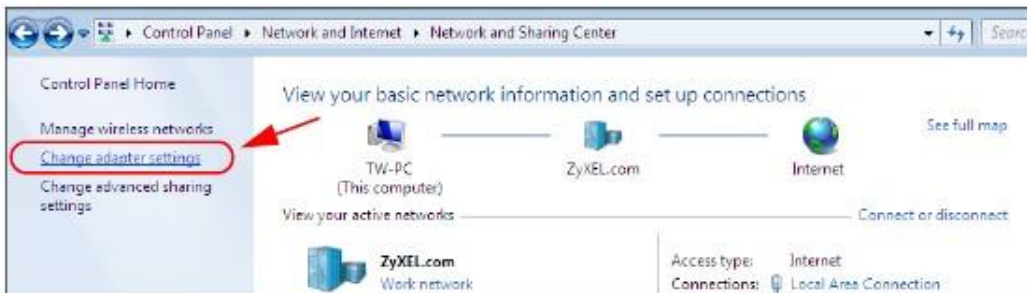 Control Panel ▸ Network and Internet ▸ Network and Sharing Center
Control Panel Home
Manage wireless networks
Change adapter settings
Change advanced sharing
settings
View your basic network information and set up connections
See full map
TW-PC
(This computer)
ZyXEL.com
Internet
View your active networks
Connect or disconnect
ZyXEL.com
Work network
Access type: Internet
Connections: Local Area Connection